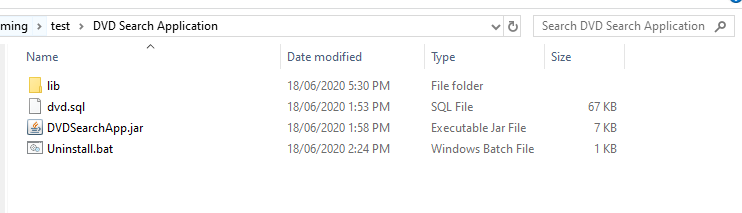 ming > test > DVD Search Application
Search DVD Search Application
Name Date modified Type Size
lib 18/06/2020 5:30 PM File folder
dvd.sql 18/06/2020 1:53 PM SQL File 67 KB
DVDSearchApp.jar 18/06/2020 1:58 PM Executable Jar File 7 KB
Uninstall.bat 18/06/2020 2:24 PM Windows Batch File 1 KB